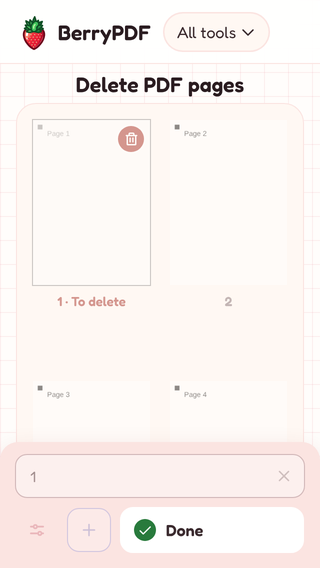 BerryPDF
All tools
Delete PDF pages
Page 1
Page 2
1 · To delete
2
Page 3
Page 4
1
Done